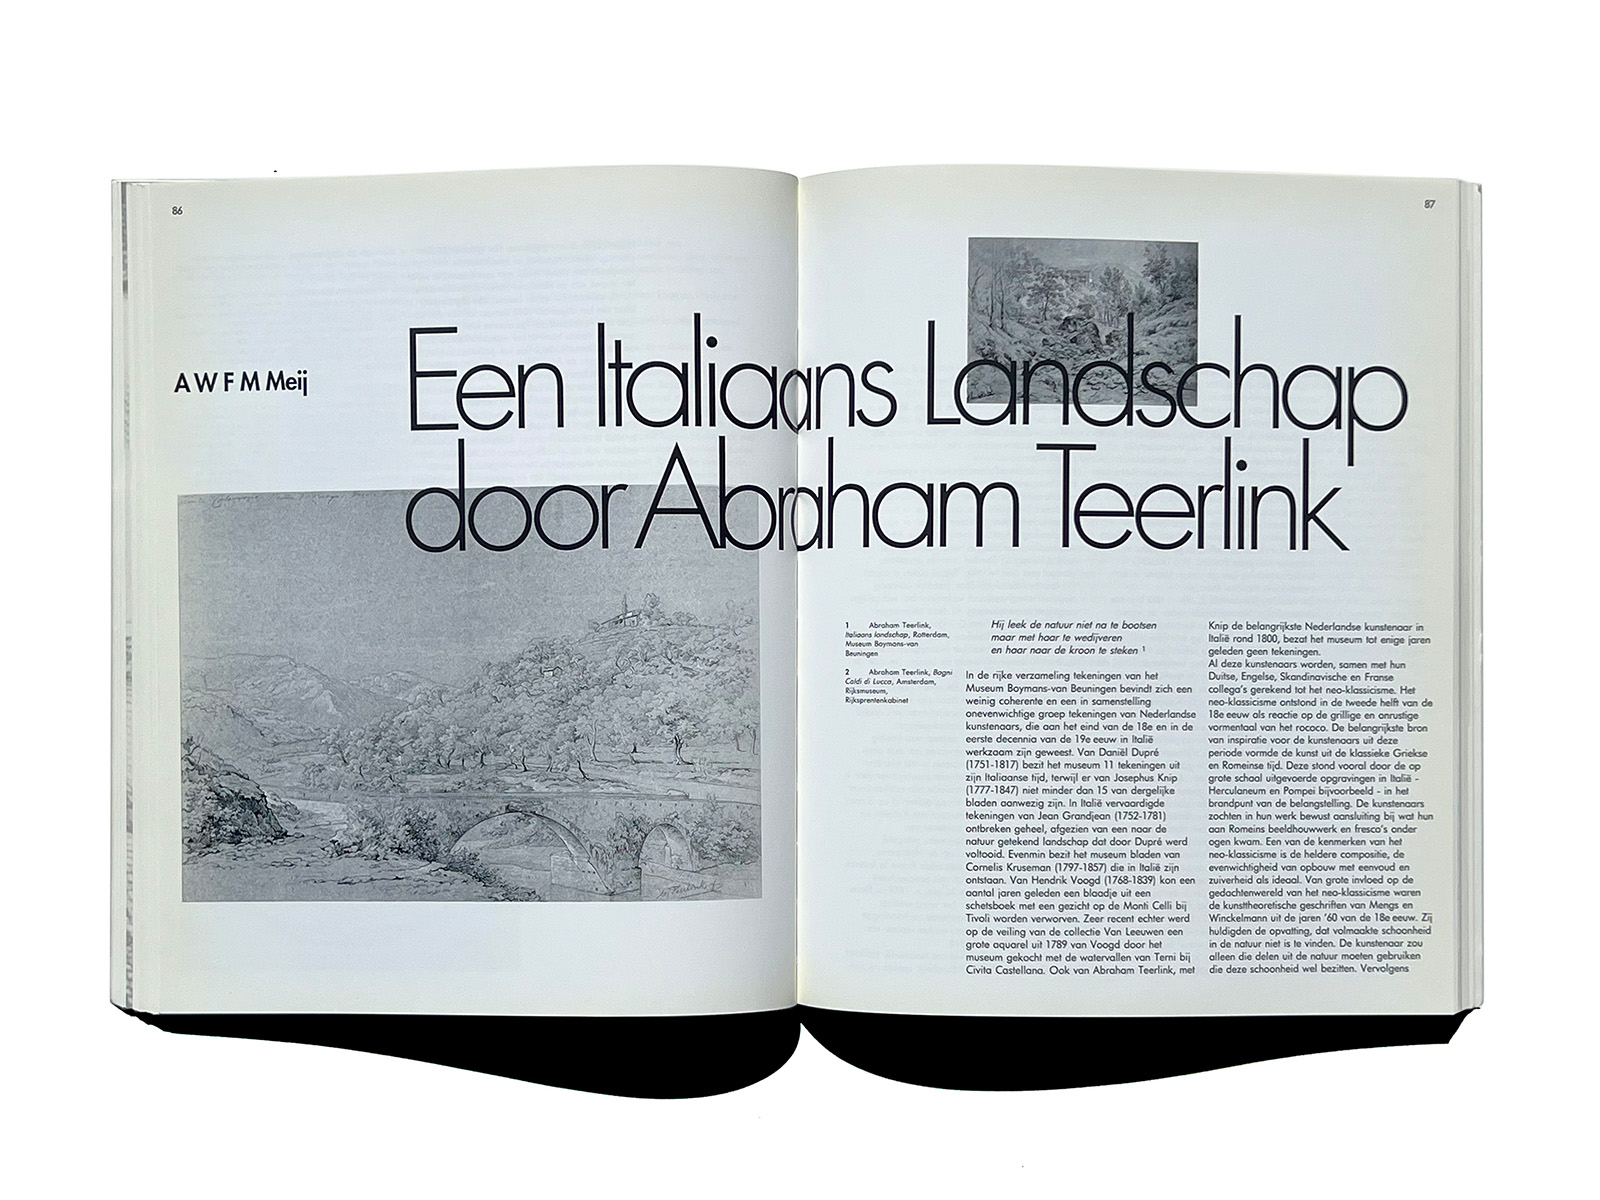 86
87
A W F M Meij
Een Italiaans Landschap
door Abraham Teerlink
1 Abraham Teerlink,
Italiaans landschap, Rotterdam,
Museum Boymans-van
Beuningen
2 Abraham Teerlink, Bagni
Caldi di Lucca, Amsterdam,
Rijksmuseum,
Rijksprentenkabinet
Hij leek de natuur niet na te bootsen
maar met haar te wedijveren
en haar naar de kroon te steken 1
In de rijke verzameling tekeningen van het
Museum Boymans-van Beuningen bevindt zich een
weinig coherente en een in samenstelling
onevenwichtige groep tekeningen van Nederlandse
kunstenaars, die aan het eind van de 18e en in de
eerste decennia van de 19e eeuw in Italië
werkzaam zijn geweest. Van Daniël Dupré
(1751-1817) bezit het museum 11 tekeningen uit
zijn Italiaanse tijd, terwijl er van Josephus Knip
(1777-1847) niet minder dan 15 van dergelijke
bladen aanwezig zijn. In Italië vervaardigde
tekeningen van Jean Grandjean (1752-1781)
ontbreken geheel, afgezien van een naar de
natuur getekend landschap dat door Dupré werd
voltooid. Evenmin bezit het museum bladen van
Cornelis Kruseman (1797-1857) die in Italië zijn
ontstaan. Van Hendrik Voogd (1768-1839) kon een
aantal jaren geleden een blaadje uit een
schetsboek met een gezicht op de Monti Celli bij
Tivoli worden verworven. Zeer recent echter werd
op de veiling van de collectie Van Leeuwen een
grote aquarel uit 1789 van Voogd door het
museum gekocht met de watervallen van Terni bij
Civita Castellana. Ook van Abraham Teerlink, met
Knip de belangrijkste Nederlandse kunstenaar in
Italië rond 1800, bezat het museum tot enige jaren
geleden geen tekeningen.
Al deze kunstenaars worden, samen met hun
Duitse, Engelse, Skandinavische en Franse
collega's gerekend tot het neo-klassicisme. Het
neo-klassicisme ontstond in de tweede helft van de
18e eeuw als reactie op de grillige en onrustige
vormentaal van het rococo. De belangrijkste bron
van inspiratie voor de kunstenaars uit deze
periode vormde de kunst uit de klassieke Griekse
en Romeinse tijd. Deze stond vooral door de op
grote schaal uitgevoerde opgravingen in Italië -
Herculaneum en Pompei bijvoorbeeld - in het
brandpunt van de belangstelling. De kunstenaars
zochten in hun werk bewust aansluiting bij wat hun
aan Romeins beeldhouwwerk en fresco's onder
ogen kwam. Een van de kenmerken van het
neo-klassicisme is de heldere compositie, de
evenwichtigheid van opbouw met eenvoud en
zuiverheid als ideaal. Van grote invloed op de
gedachtenwereld van het neo-klassicisme waren
de kunsttheoretische geschriften van Mengs en
Winckelmann uit de jaren '60 van de 18e eeuw. Zij
huldigden de opvatting, dat volmaakte schoonheid
in de natuur niet is te vinden. De kunstenaar zou
alleen die delen uit de natuur moeten gebruiken
die deze schoonheid wel bezitten. Vervolgens